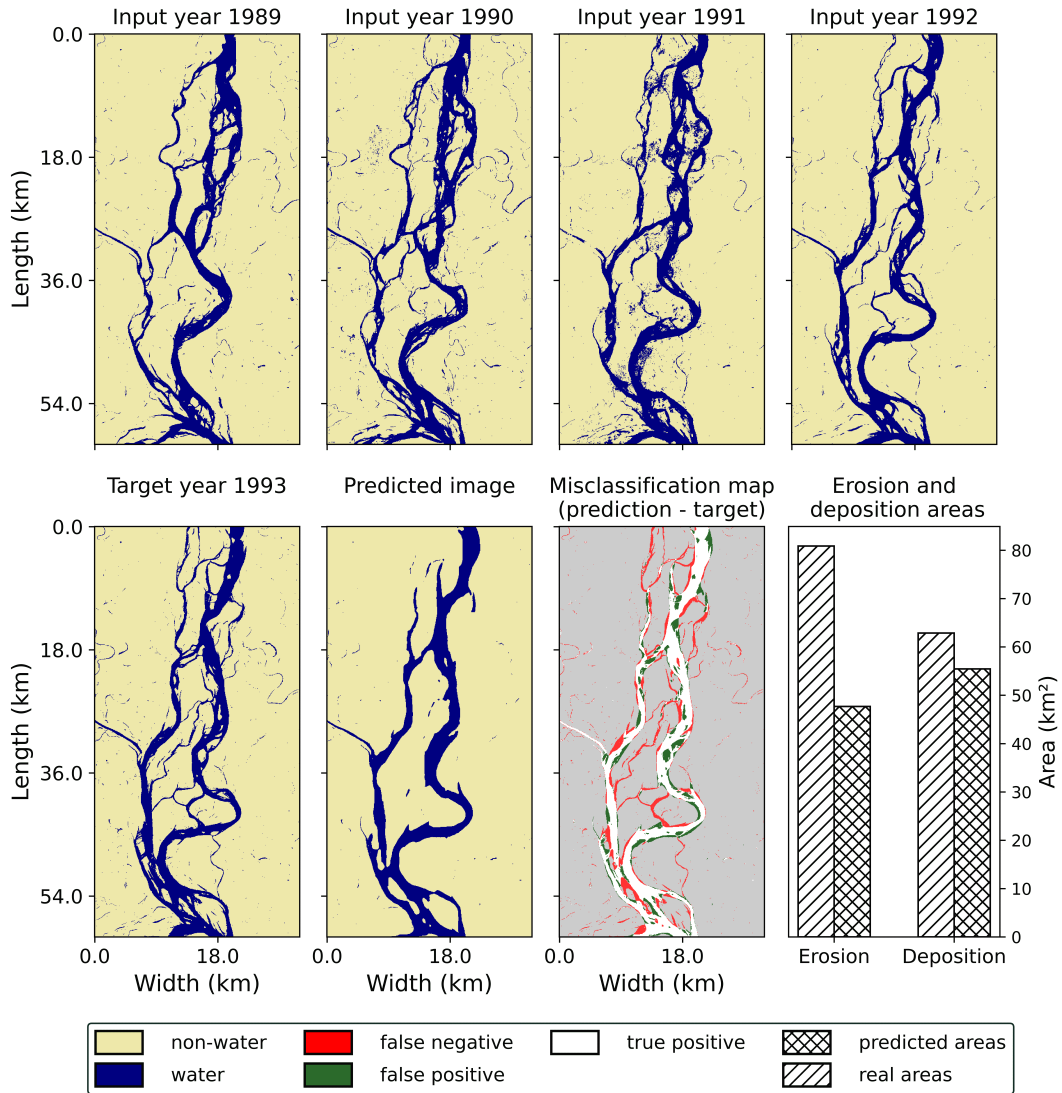 Input year 1989
Input year 1990
Input year 1991
Input year 1992
0.0
18.0
36.0
54.0
Length (km)
Target year 1993
Predicted image
Misclassification map
(prediction - target)
Erosion and
deposition areas
0.0
18.0
36.0
54.0
Length (km)
0.0
18.0
Width (km)
0.0
18.0
0.0
18.0
Width (km)
80
70
60
50
40
30
20
10
0
Area (km²)
Erosion
Deposition
non-water
water
false negative
false positive
true positive
predicted areas
real areas